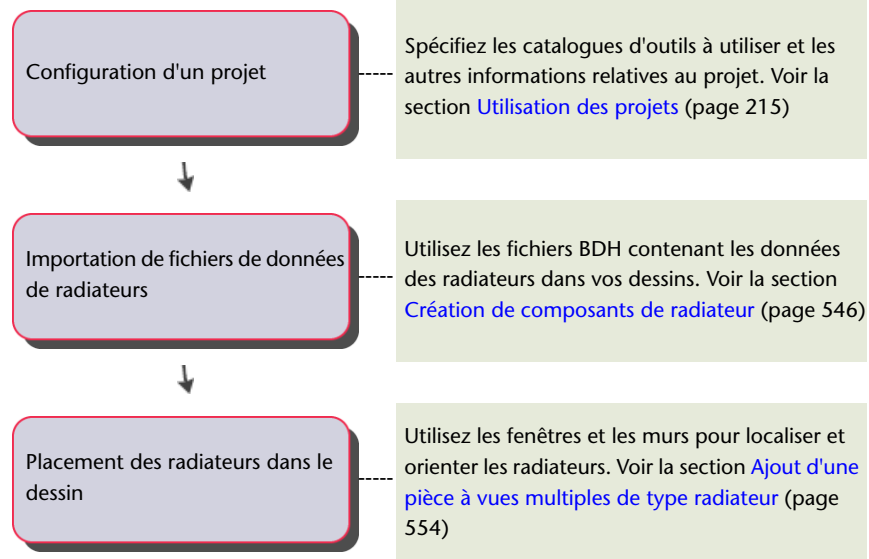 Configuration d'un projet
Spécifiez les catalogues d'outils à utiliser et les
autres informations relatives au projet. Voir la
section Utilisation des projets (page 215)
Importation de fichiers de données
de radiateurs
Utilisez les fichiers BDH contenant les données
des radiateurs dans vos dessins. Voir la section
Création de composants de radiateur (page 546)
Placement des radiateurs dans le
dessin
Utilisez les fenêtres et les murs pour localiser et
orienter les radiateurs. Voir la section Ajout d'une
pièce à vues multiples de type radiateur (page
554)